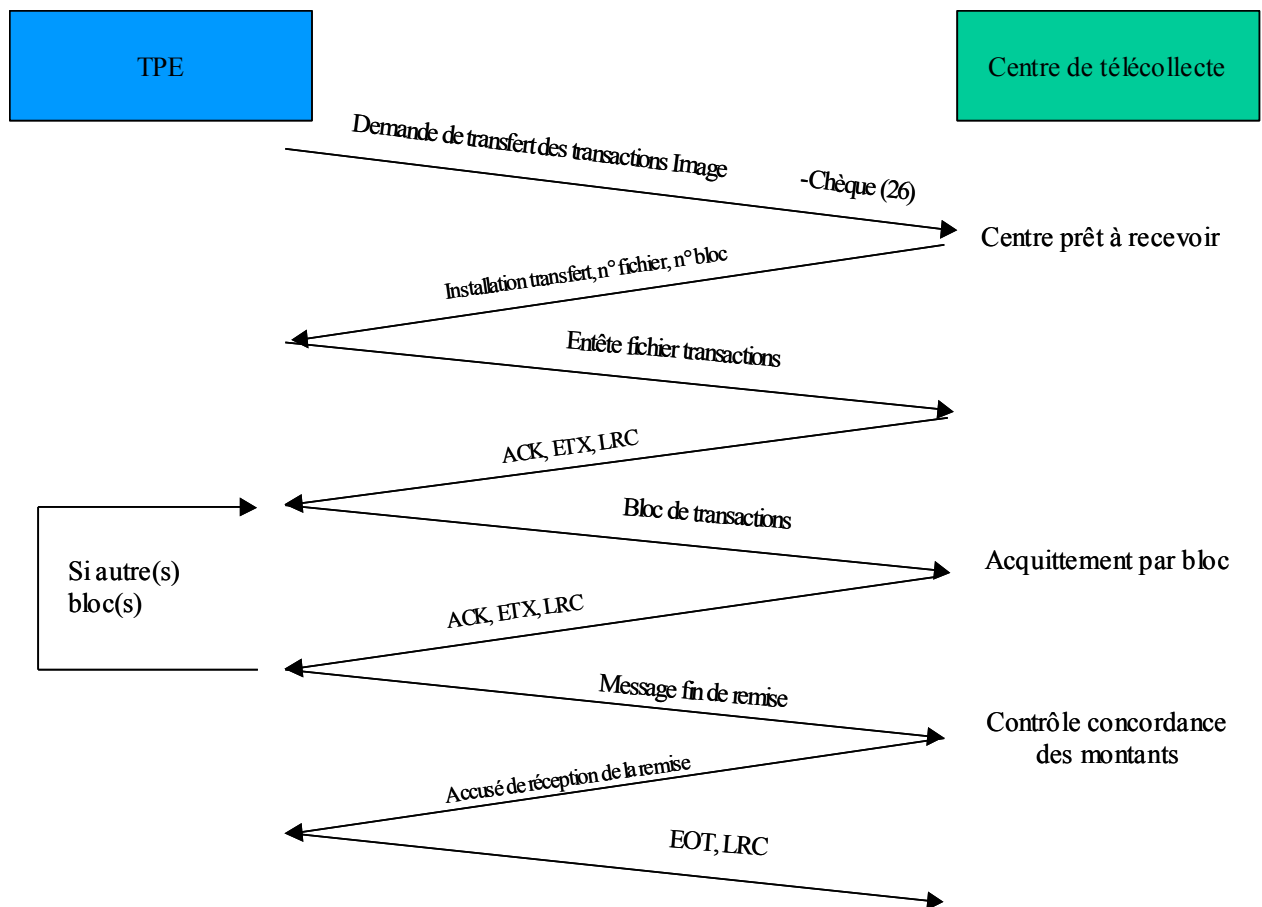 TPE
Centre de télécollecte
Demande de transfert des transactions Image -Chèque (26)
Centre prêt à recevoir
Installation transfert, n° fichier, n° bloc
Entête fichier transactions
ACK, ETX, LRC
Bloc de transactions
Si autre(s)
bloc(s)
Acquittement par bloc
ACK, ETX, LRC
Message fin de remise
Contrôle concordance
des montants
Accusé de réception de la remise
EOT, LRC